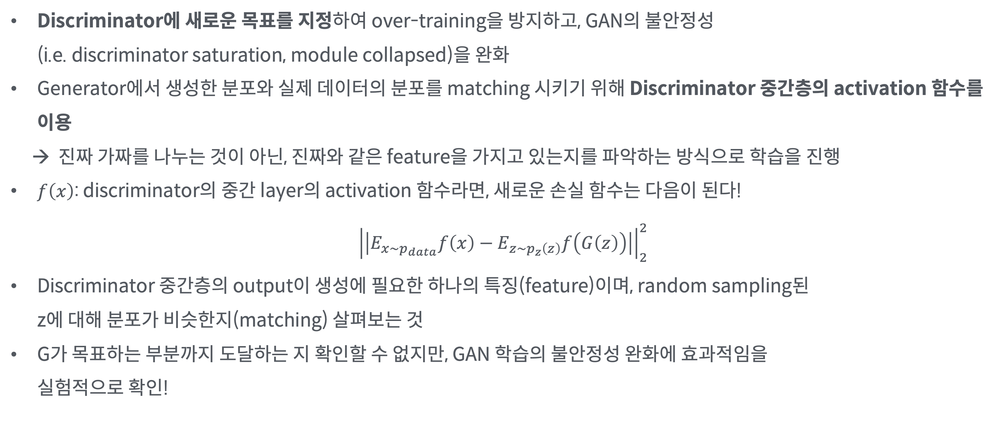 • Discriminator에 새로운 목표를 지정하여 over-training을 방지하고, GAN의 불안정성
(i.e. discriminator saturation, module collapsed)을 완화
• Generator에서 생성한 분포와 실제 데이터의 분포를 matching 시키기 위해 Discriminator 중간층의 activation 함수를
이용
→ 진짜 가짜를 나누는 것이 아닌, 진짜와 같은 feature을 가지고 있는지를 파악하는 방식으로 학습을 진행
• f(x): discriminator의 중간 layer의 activation 함수라면, 새로운 손실 함수는 다음이 된다!
||E_{x~p_{data}} f(x) − E_{z~p_z(z)} f(G(z))||_2^2
• Discriminator 중간층의 output이 생성에 필요한 하나의 특징(feature)이며, random sampling된
z에 대해 분포가 비슷한지(matching) 살펴보는 것
• G가 목표하는 부분까지 도달하는 지 확인할 수 없지만, GAN 학습의 불안정성 완화에 효과적임을
실험적으로 확인!